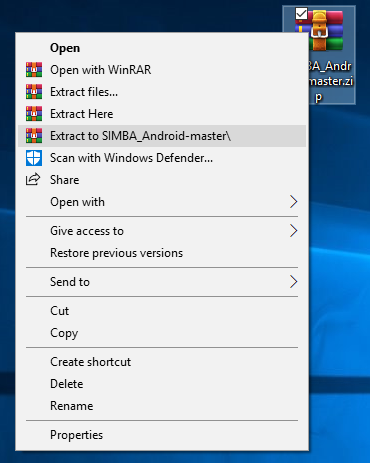 Open
Open with WinRAR
Extract files...
Extract Here
Extract to SIMBA_Android-master\
Scan with Windows Defender...
Share
Open with
Give access to
Restore previous versions
Send to
Cut
Copy
Create shortcut
Delete
Rename
Properties
BA_Andr
master.zi
p